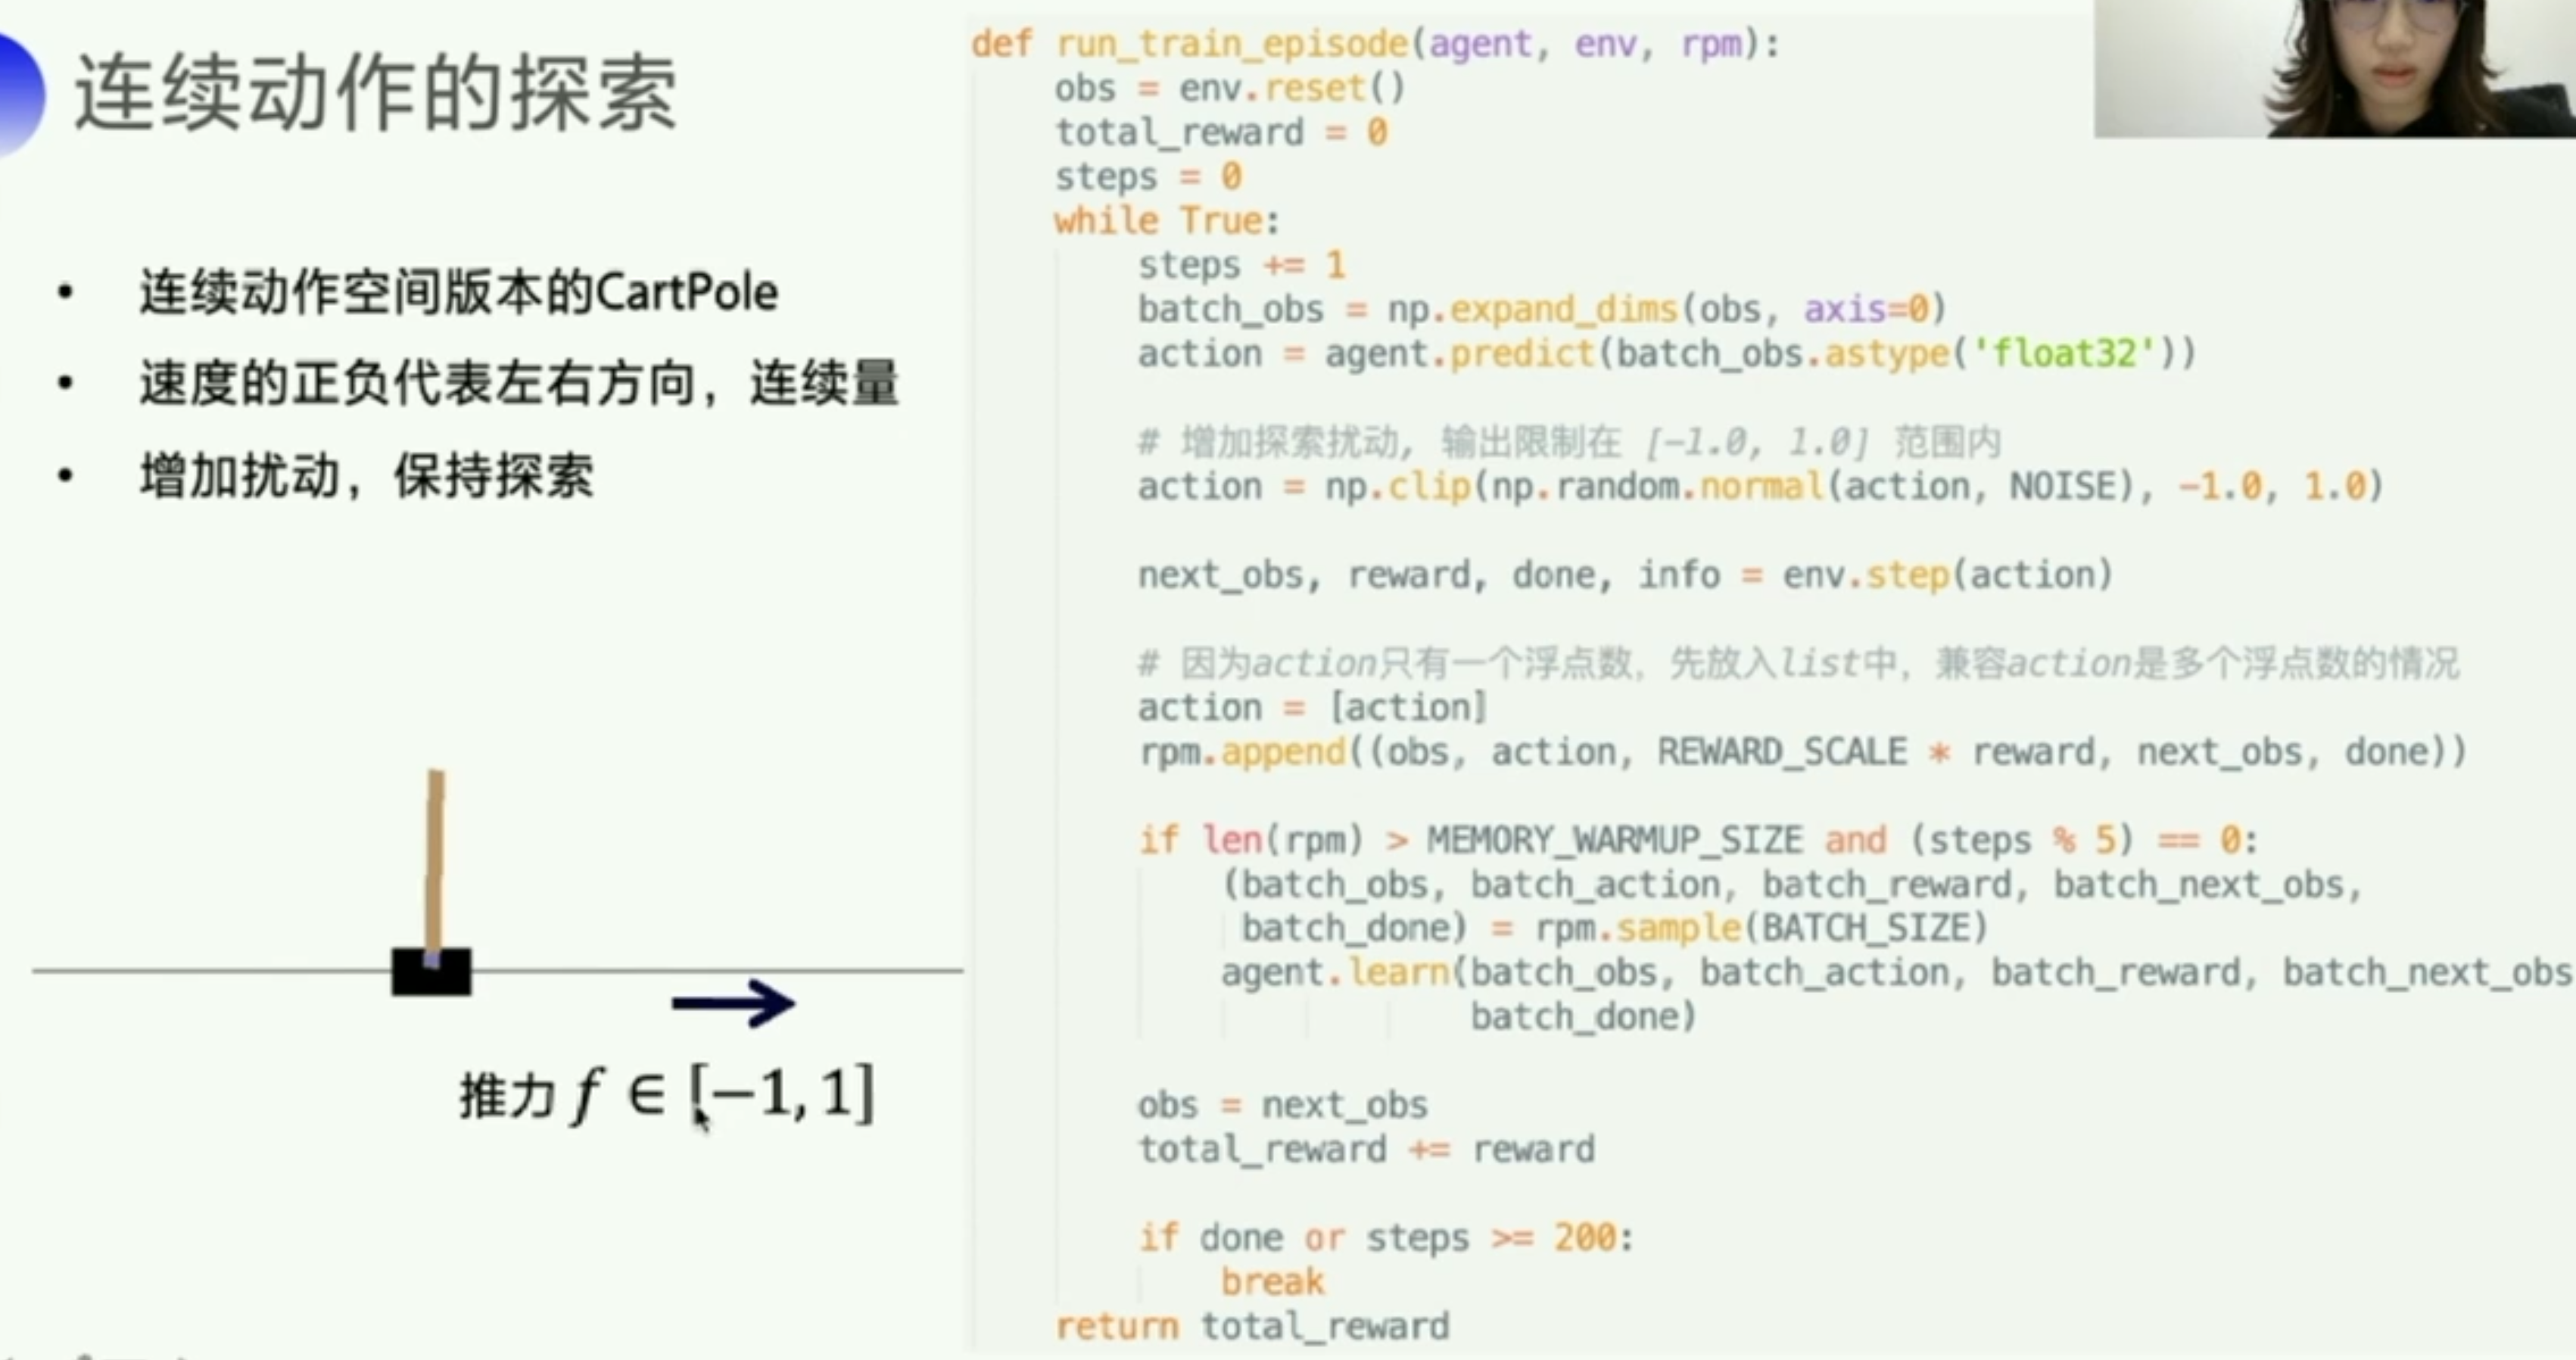 连续动作的探索
• 连续动作空间版本的CartPole
• 速度的正负代表左右方向，连续量
• 增加扰动，保持探索
推力 f ∈ [−1, 1]
def run_train_episode(agent, env, rpm):
    obs = env.reset()
    total_reward = 0
    steps = 0
    while True:
        steps += 1
        batch_obs = np.expand_dims(obs, axis=0)
        action = agent.predict(batch_obs.astype('float32'))
        # 增加探索扰动, 输出限制在 [-1.0, 1.0] 范围内
        action = np.clip(np.random.normal(action, NOISE), -1.0, 1.0)
        next_obs, reward, done, info = env.step(action)
        # 因为action只有一个浮点数，先放入list中，兼容action是多个浮点数的情况
        action = [action]
        rpm.append((obs, action, REWARD_SCALE * reward, next_obs, done))
        if len(rpm) > MEMORY_WARMUP_SIZE and (steps % 5) == 0:
            (batch_obs, batch_action, batch_reward, batch_next_obs,
             batch_done) = rpm.sample(BATCH_SIZE)
            agent.learn(batch_obs, batch_action, batch_reward, batch_next_obs
                        batch_done)
        obs = next_obs
        total_reward += reward
        if done or steps >= 200:
            break
    return total_reward